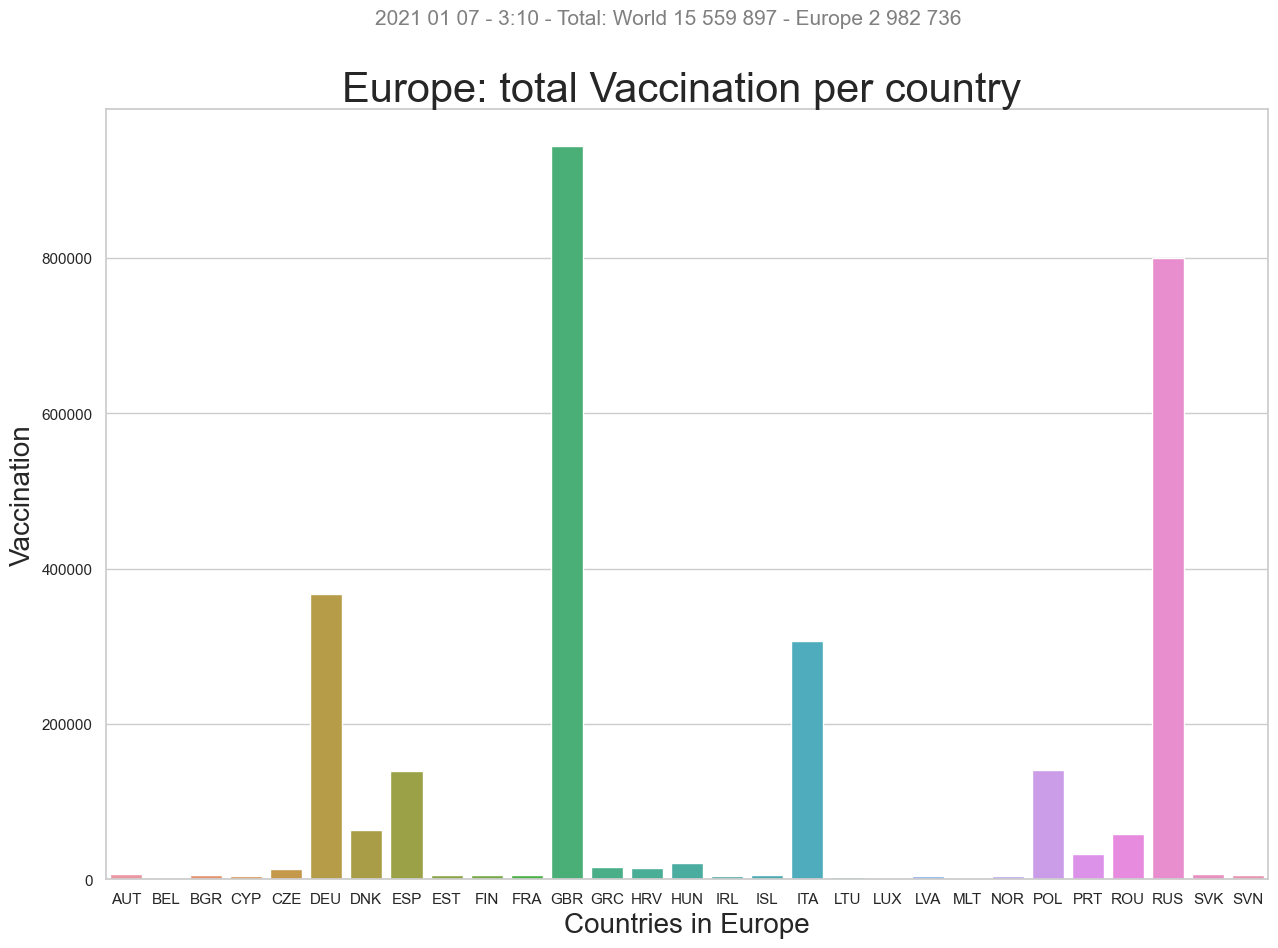 2021 01 07 - 3:10 - Total: World 15 559 897 - Europe 2 982 736
Europe: total Vaccination per country
Vaccination
800000
600000
400000
200000
0
AUT BEL BGR CYP CZE DEU DNK ESP EST FIN FRA GBR GRC HRV HUN IRL ISL ITA LTU LUX LVA MLT NOR POL PRT ROU RUS SVK SVN
Countries in Europe